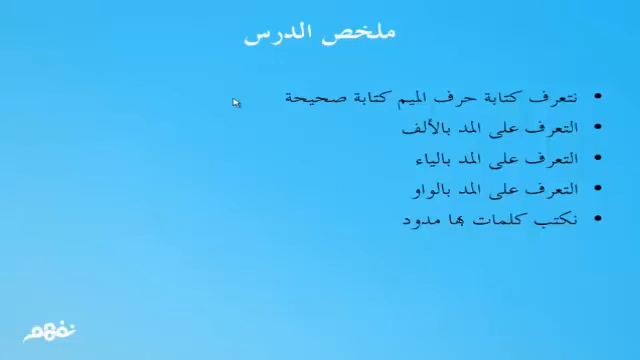 ملخص الدرس
• نتعرف كتابة حرف الميم كتابة صحيحة
• التعرف على المد بالألف
• التعرف على المد بالياء
• التعرف على المد بالواو
• نكتب كلمات بها مدود
نفهم